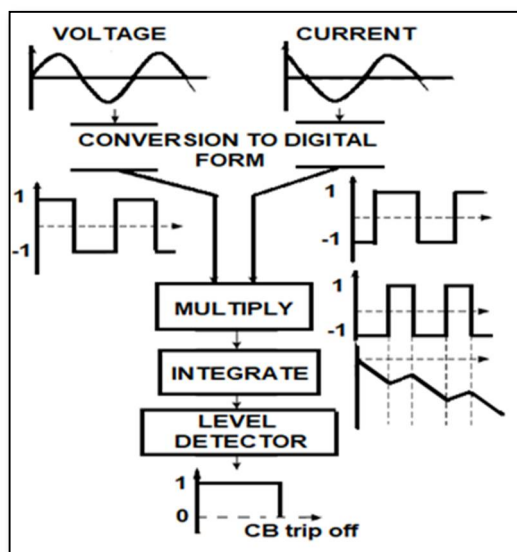 VOLTAGE
CURRENT
CONVERSION TO DIGITAL
FORM
1
-1
1
-1
MULTIPLY
1
-1
INTEGRATE
LEVEL
DETECTOR
1
0
CB trip off